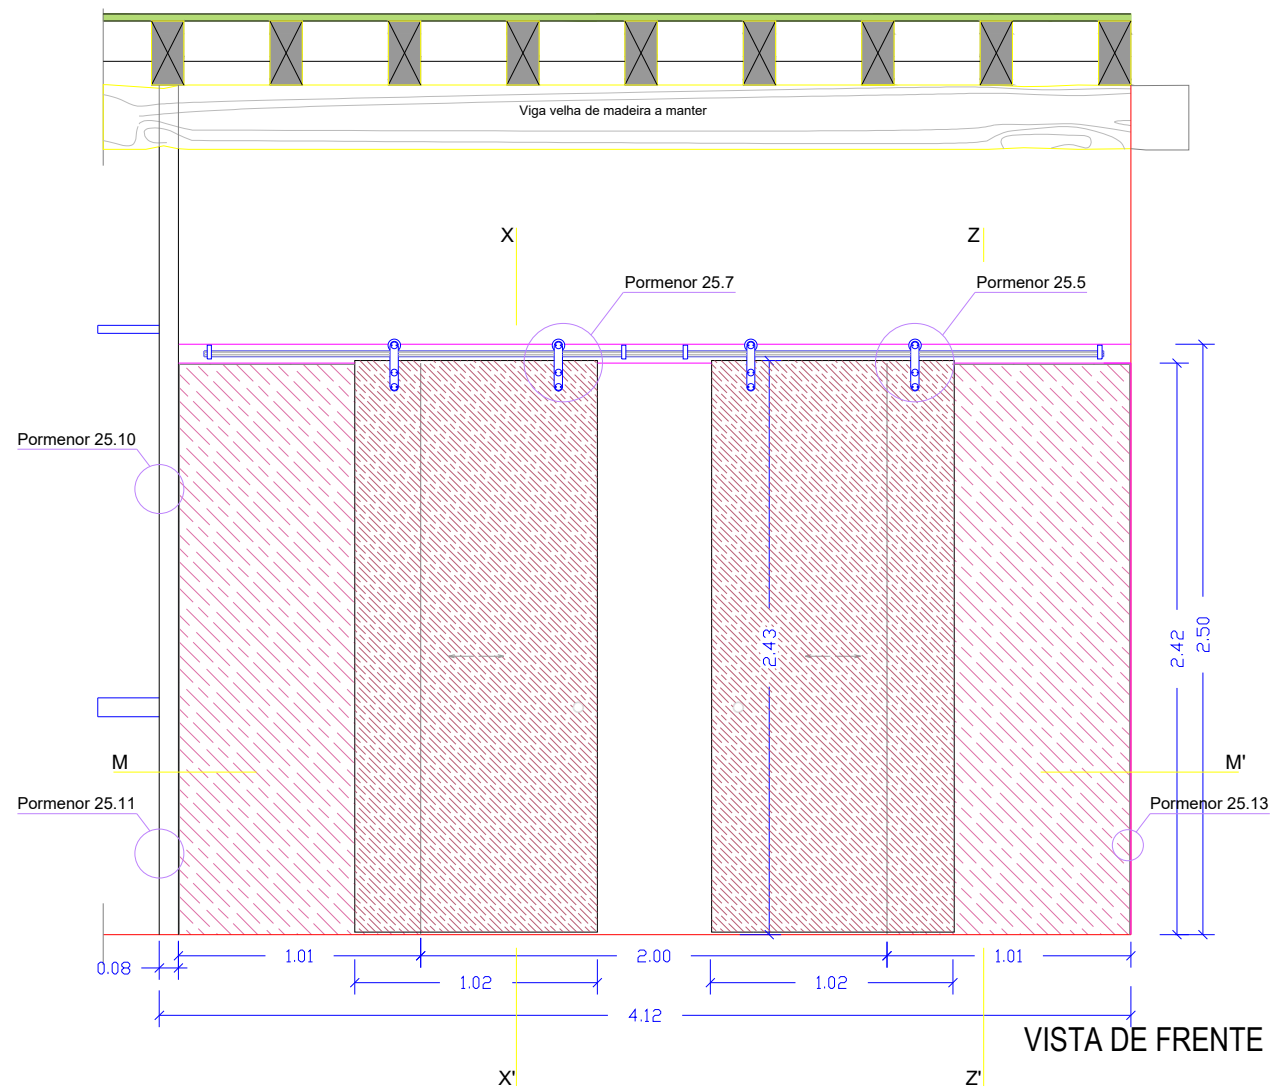 Viga velha de madeira a manter
X
Z
Pormenor 25.7
Pormenor 25.5
Pormenor 25.10
2.43
2.42
2.50
M
M'
Pormenor 25.11
Pormenor 25.13
0.08
1.01
2.00
1.01
1.02
1.02
4.12
VISTA DE FRENTE
X'
Z'